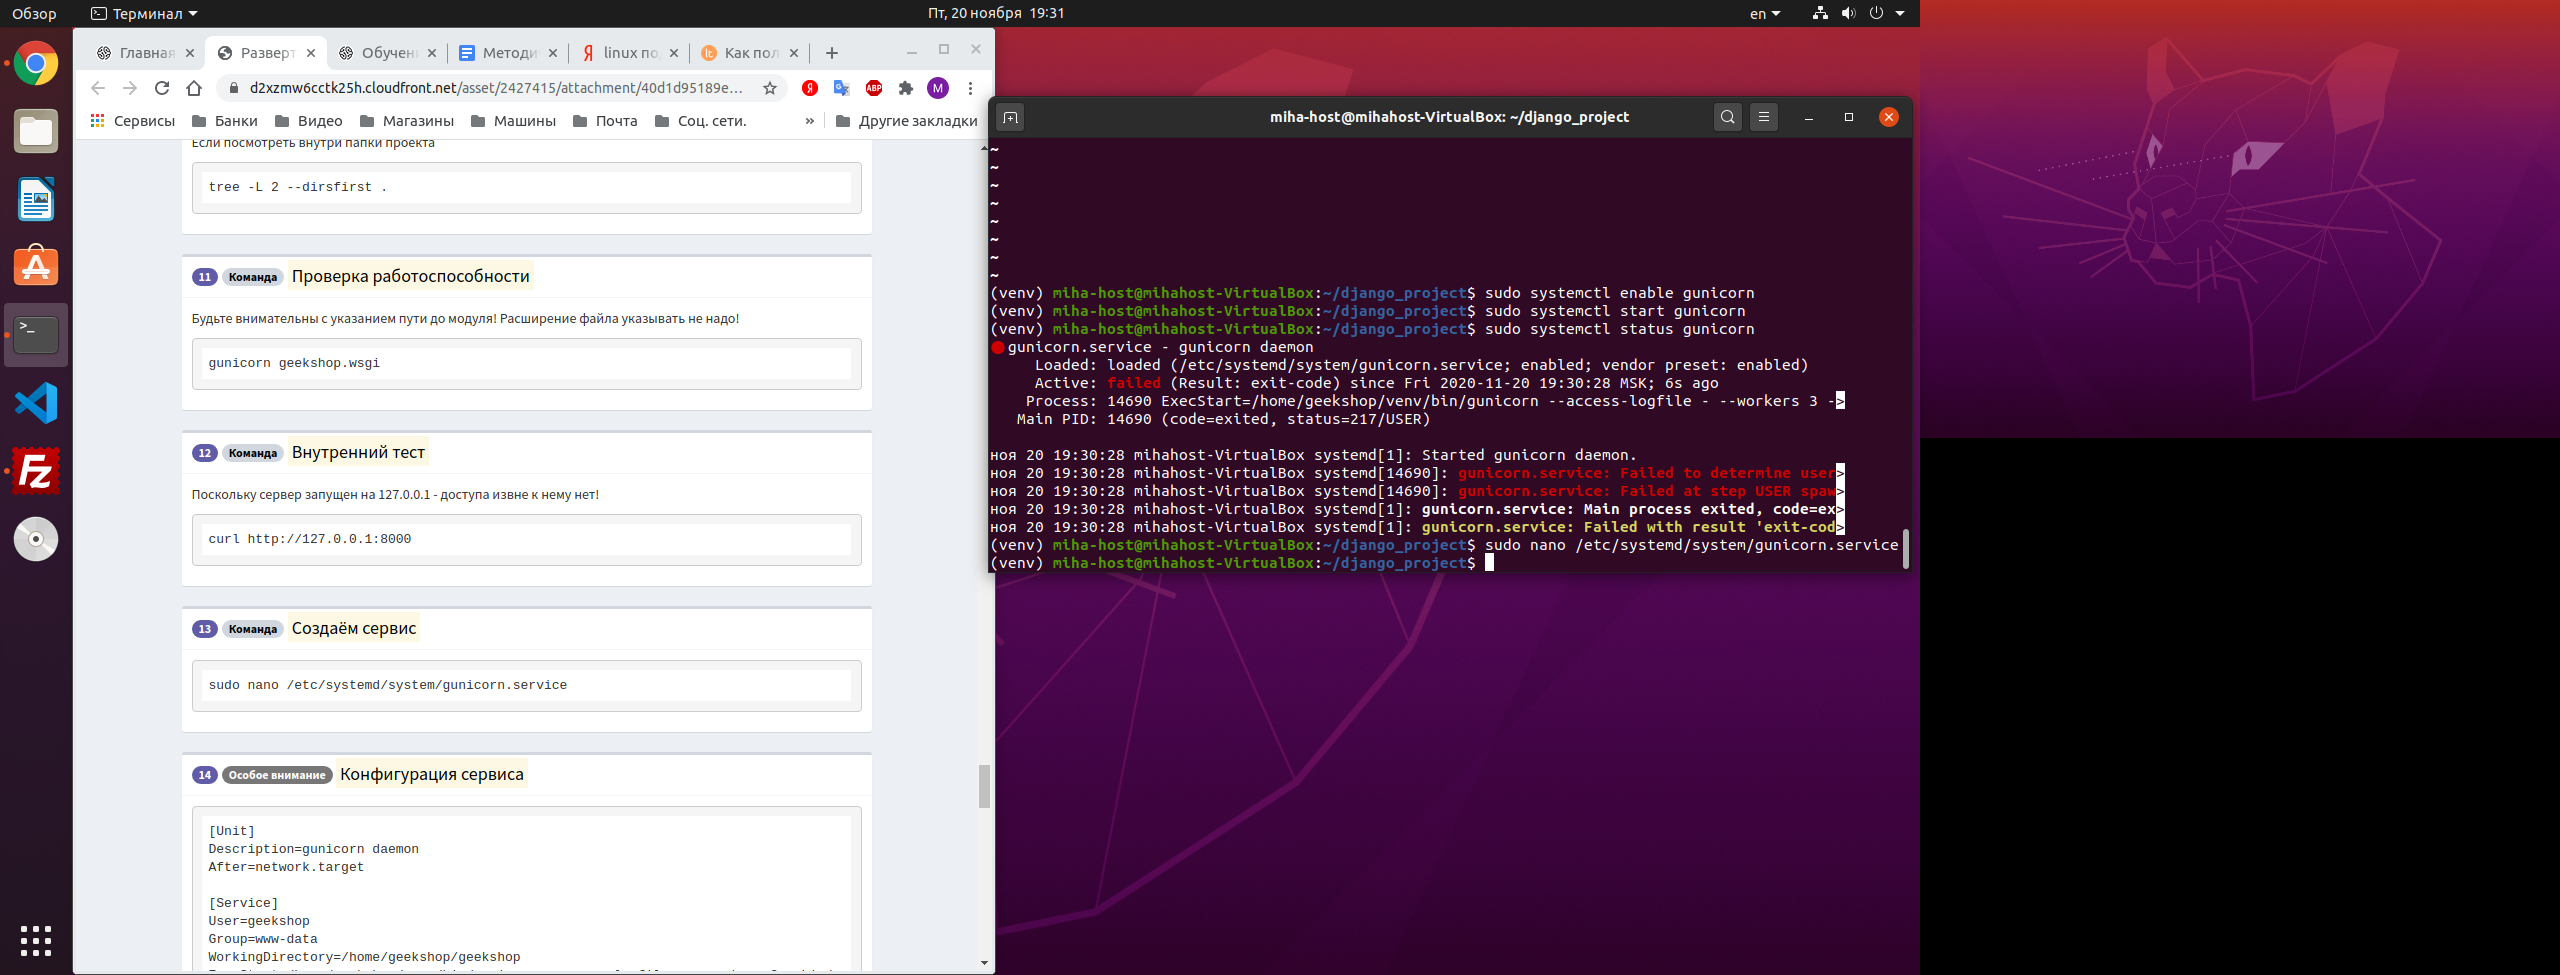 Обзор
Терминал
Пт, 20 ноября 19:31
en
Главная
Разверт
Обучен
Методич
linux по
Как пол
d2xzmw6cctk25h.cloudfront.net/asset/2427415/attachment/40d1d95189e...
ABP
M
Сервисы
Банки
Видео
Магазины
Машины
Почта
Соц. сети.
»
Другие закладки
Если посмотреть внутри папки проекта
tree -L 2 --dirsfirst .
11 Команда Проверка работоспособности
Будьте внимательны с указанием пути до модуля! Расширение файла указывать не надо!
gunicorn geekshop.wsgi
12 Команда Внутренний тест
Поскольку сервер запущен на 127.0.0.1 - доступа извне к нему нет!
curl http://127.0.0.1:8000
13 Команда Создаём сервис
sudo nano /etc/systemd/system/gunicorn.service
14 Особое внимание Конфигурация сервиса
[Unit]
Description=gunicorn daemon
After=network.target
[Service]
User=geekshop
Group=www-data
WorkingDirectory=/home/geekshop/geekshop
miha-host@mihahost-VirtualBox: ~/django_project
~
~
~
~
~
~
~
~
(venv) miha-host@mihahost-VirtualBox:~/django_project$ sudo systemctl enable gunicorn
(venv) miha-host@mihahost-VirtualBox:~/django_project$ sudo systemctl start gunicorn
(venv) miha-host@mihahost-VirtualBox:~/django_project$ sudo systemctl status gunicorn
● gunicorn.service - gunicorn daemon
Loaded: loaded (/etc/systemd/system/gunicorn.service; enabled; vendor preset: enabled)
Active: failed (Result: exit-code) since Fri 2020-11-20 19:30:28 MSK; 6s ago
Process: 14690 ExecStart=/home/geekshop/venv/bin/gunicorn --access-logfile - --workers 3 ->
Main PID: 14690 (code=exited, status=217/USER)
ноя 20 19:30:28 mihahost-VirtualBox systemd[1]: Started gunicorn daemon.
ноя 20 19:30:28 mihahost-VirtualBox systemd[14690]: gunicorn.service: Failed to determine user>
ноя 20 19:30:28 mihahost-VirtualBox systemd[14690]: gunicorn.service: Failed at step USER spaw>
ноя 20 19:30:28 mihahost-VirtualBox systemd[1]: gunicorn.service: Main process exited, code=ex>
ноя 20 19:30:28 mihahost-VirtualBox systemd[1]: gunicorn.service: Failed with result 'exit-cod>
(venv) miha-host@mihahost-VirtualBox:~/django_project$ sudo nano /etc/systemd/system/gunicorn.service
(venv) miha-host@mihahost-VirtualBox:~/django_project$